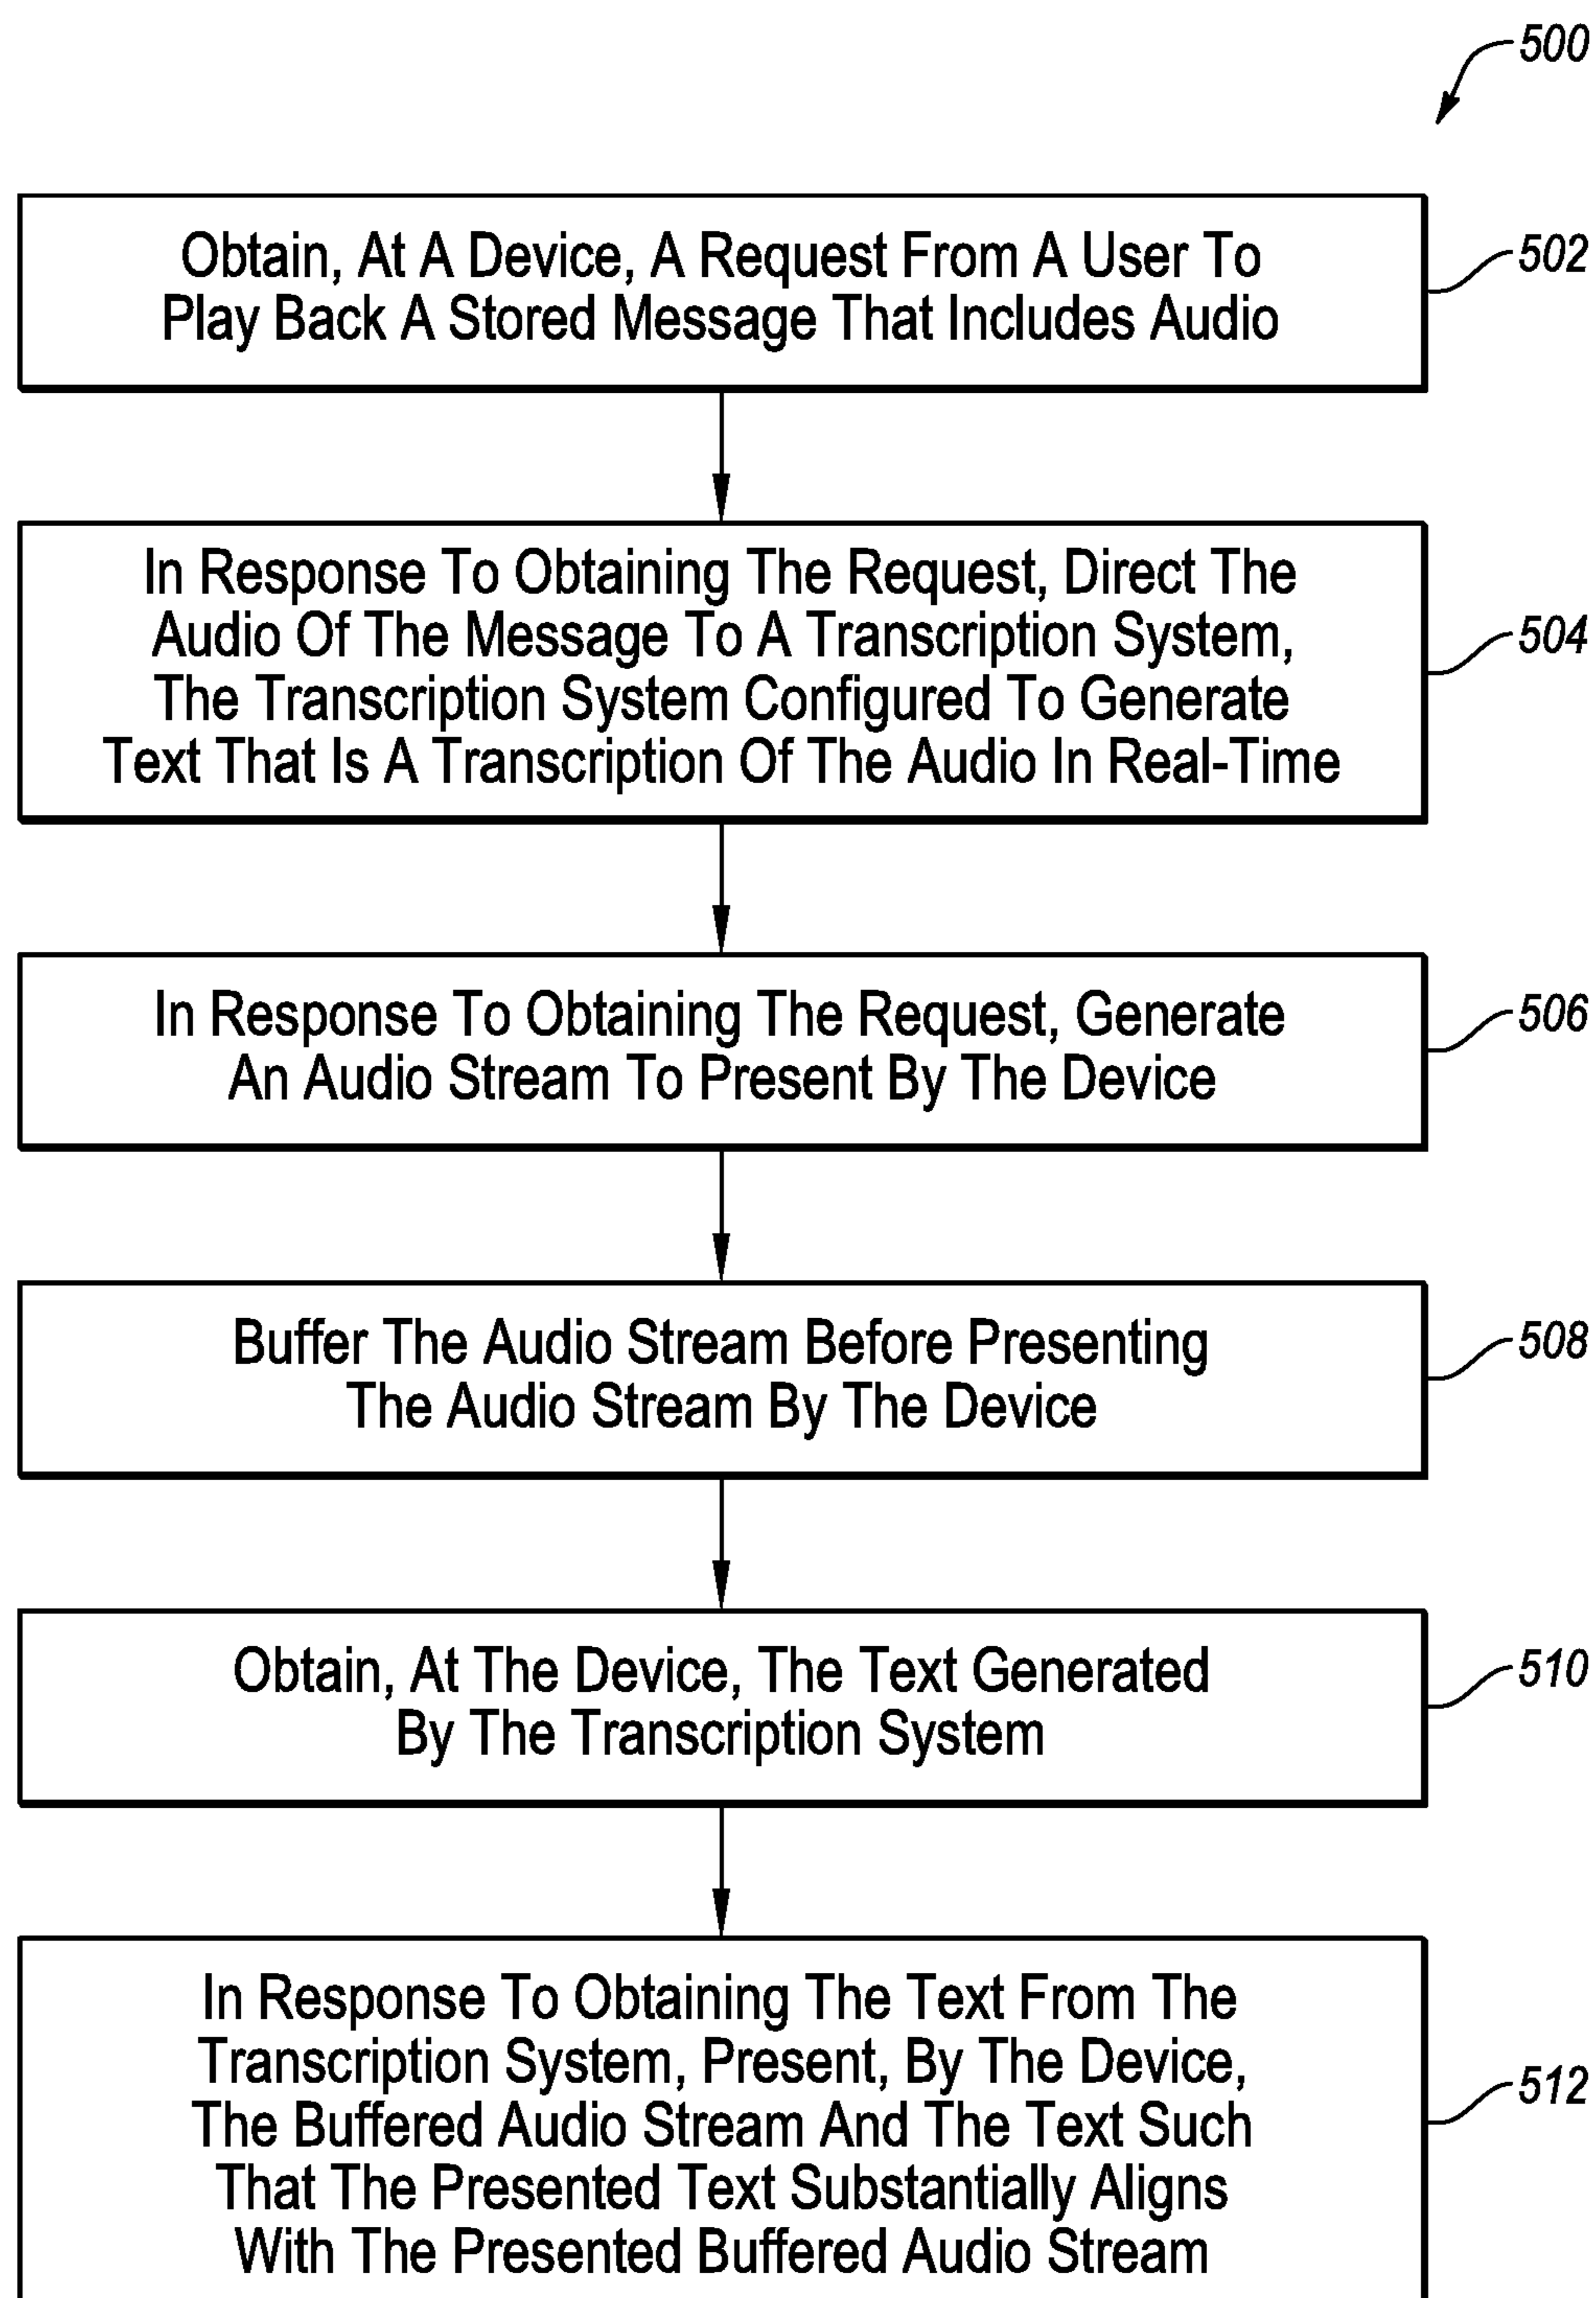 500
Obtain, At A Device, A Request From A User To
Play Back A Stored Message That Includes Audio
502
In Response To Obtaining The Request, Direct The
Audio Of The Message To A Transcription System,
The Transcription System Configured To Generate
Text That Is A Transcription Of The Audio In Real-Time
504
In Response To Obtaining The Request, Generate
An Audio Stream To Present By The Device
506
Buffer The Audio Stream Before Presenting
The Audio Stream By The Device
508
Obtain, At The Device, The Text Generated
By The Transcription System
510
In Response To Obtaining The Text From The
Transcription System, Present, By The Device,
The Buffered Audio Stream And The Text Such
That The Presented Text Substantially Aligns
With The Presented Buffered Audio Stream
512